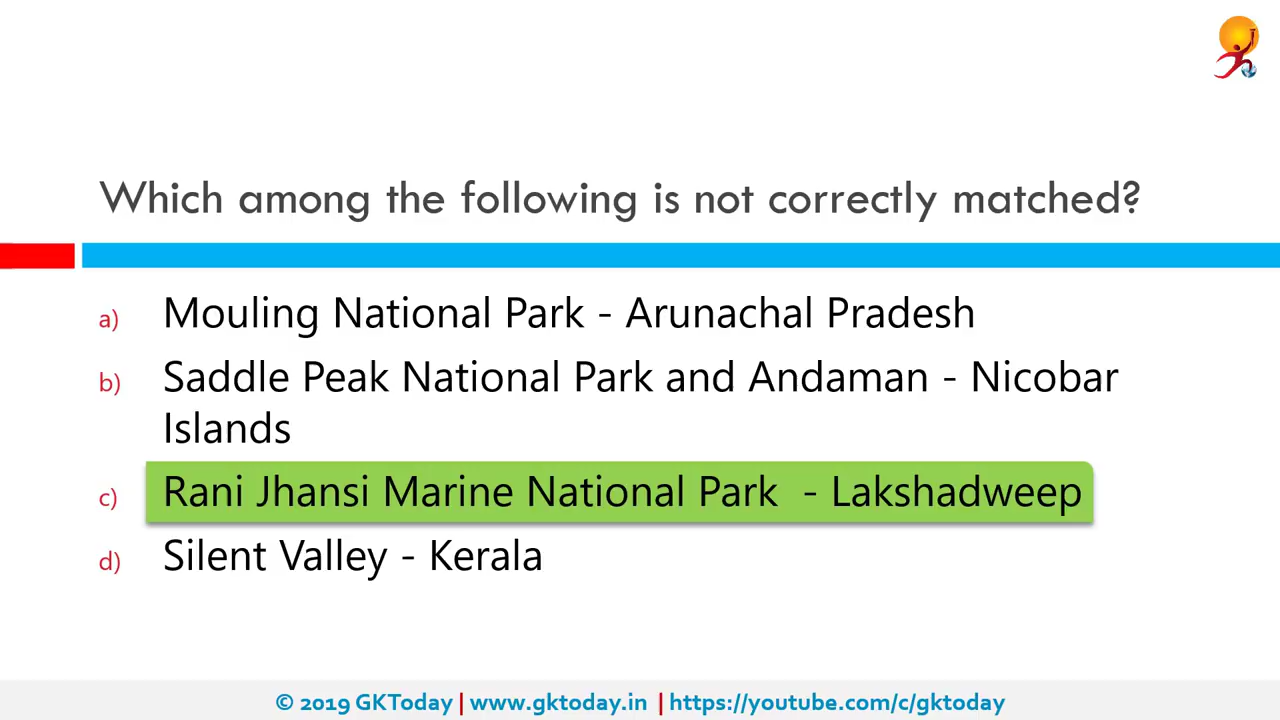 Which among the following is not correctly matched?
a) Mouling National Park - Arunachal Pradesh
b) Saddle Peak National Park and Andaman - Nicobar
Islands
c) Rani Jhansi Marine National Park - Lakshadweep
d) Silent Valley - Kerala
© 2019 GKToday | www.gktoday.in | https://youtube.com/c/gktoday